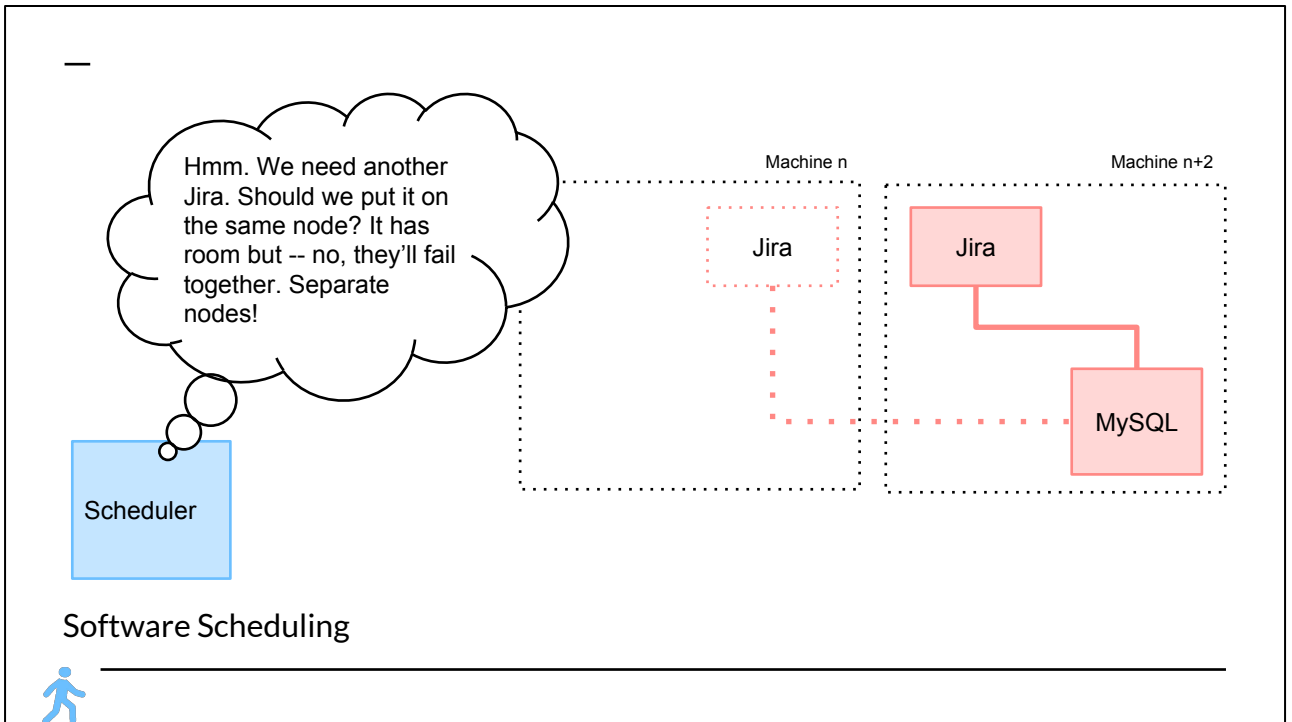 Hmm. We need another
Jira. Should we put it on
the same node? It has
room but -- no, they’ll fail
together. Separate
nodes!
Machine n
Machine n+2
Jira
Jira
MySQL
Scheduler
Software Scheduling